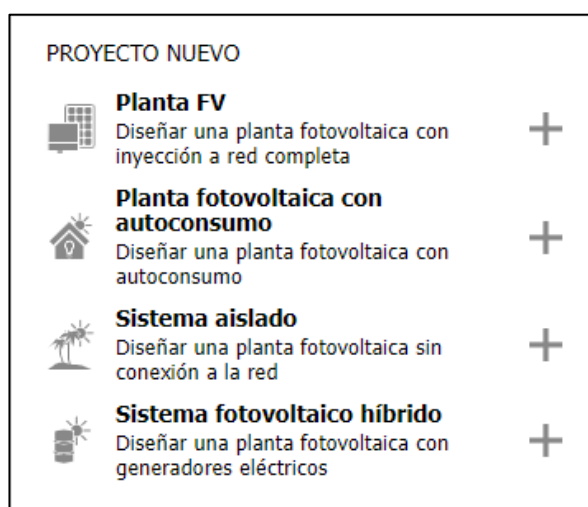 PROYECTO NUEVO
Planta FV
Diseñar una planta fotovoltaica con
inyección a red completa
Planta fotovoltaica con
autoconsumo
Diseñar una planta fotovoltaica con
autoconsumo
Sistema aislado
Diseñar una planta fotovoltaica sin
conexión a la red
Sistema fotovoltaico híbrido
Diseñar una planta fotovoltaica con
generadores eléctricos